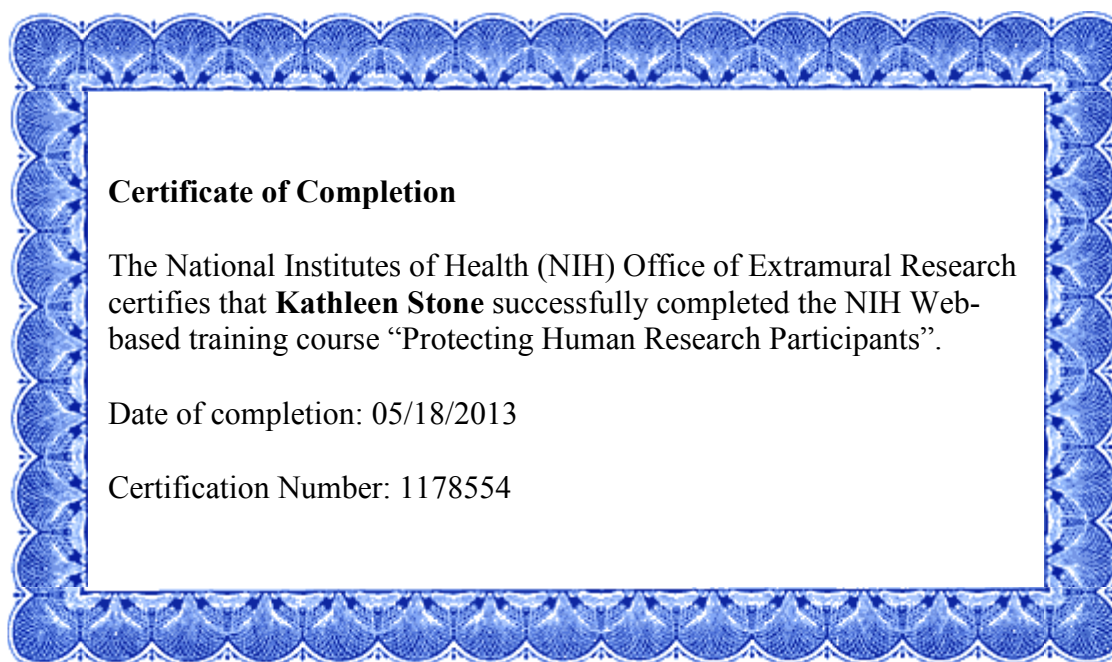 Certificate of Completion
The National Institutes of Health (NIH) Office of Extramural Research
certifies that Kathleen Stone successfully completed the NIH Web-
based training course “Protecting Human Research Participants”.
Date of completion: 05/18/2013
Certification Number: 1178554